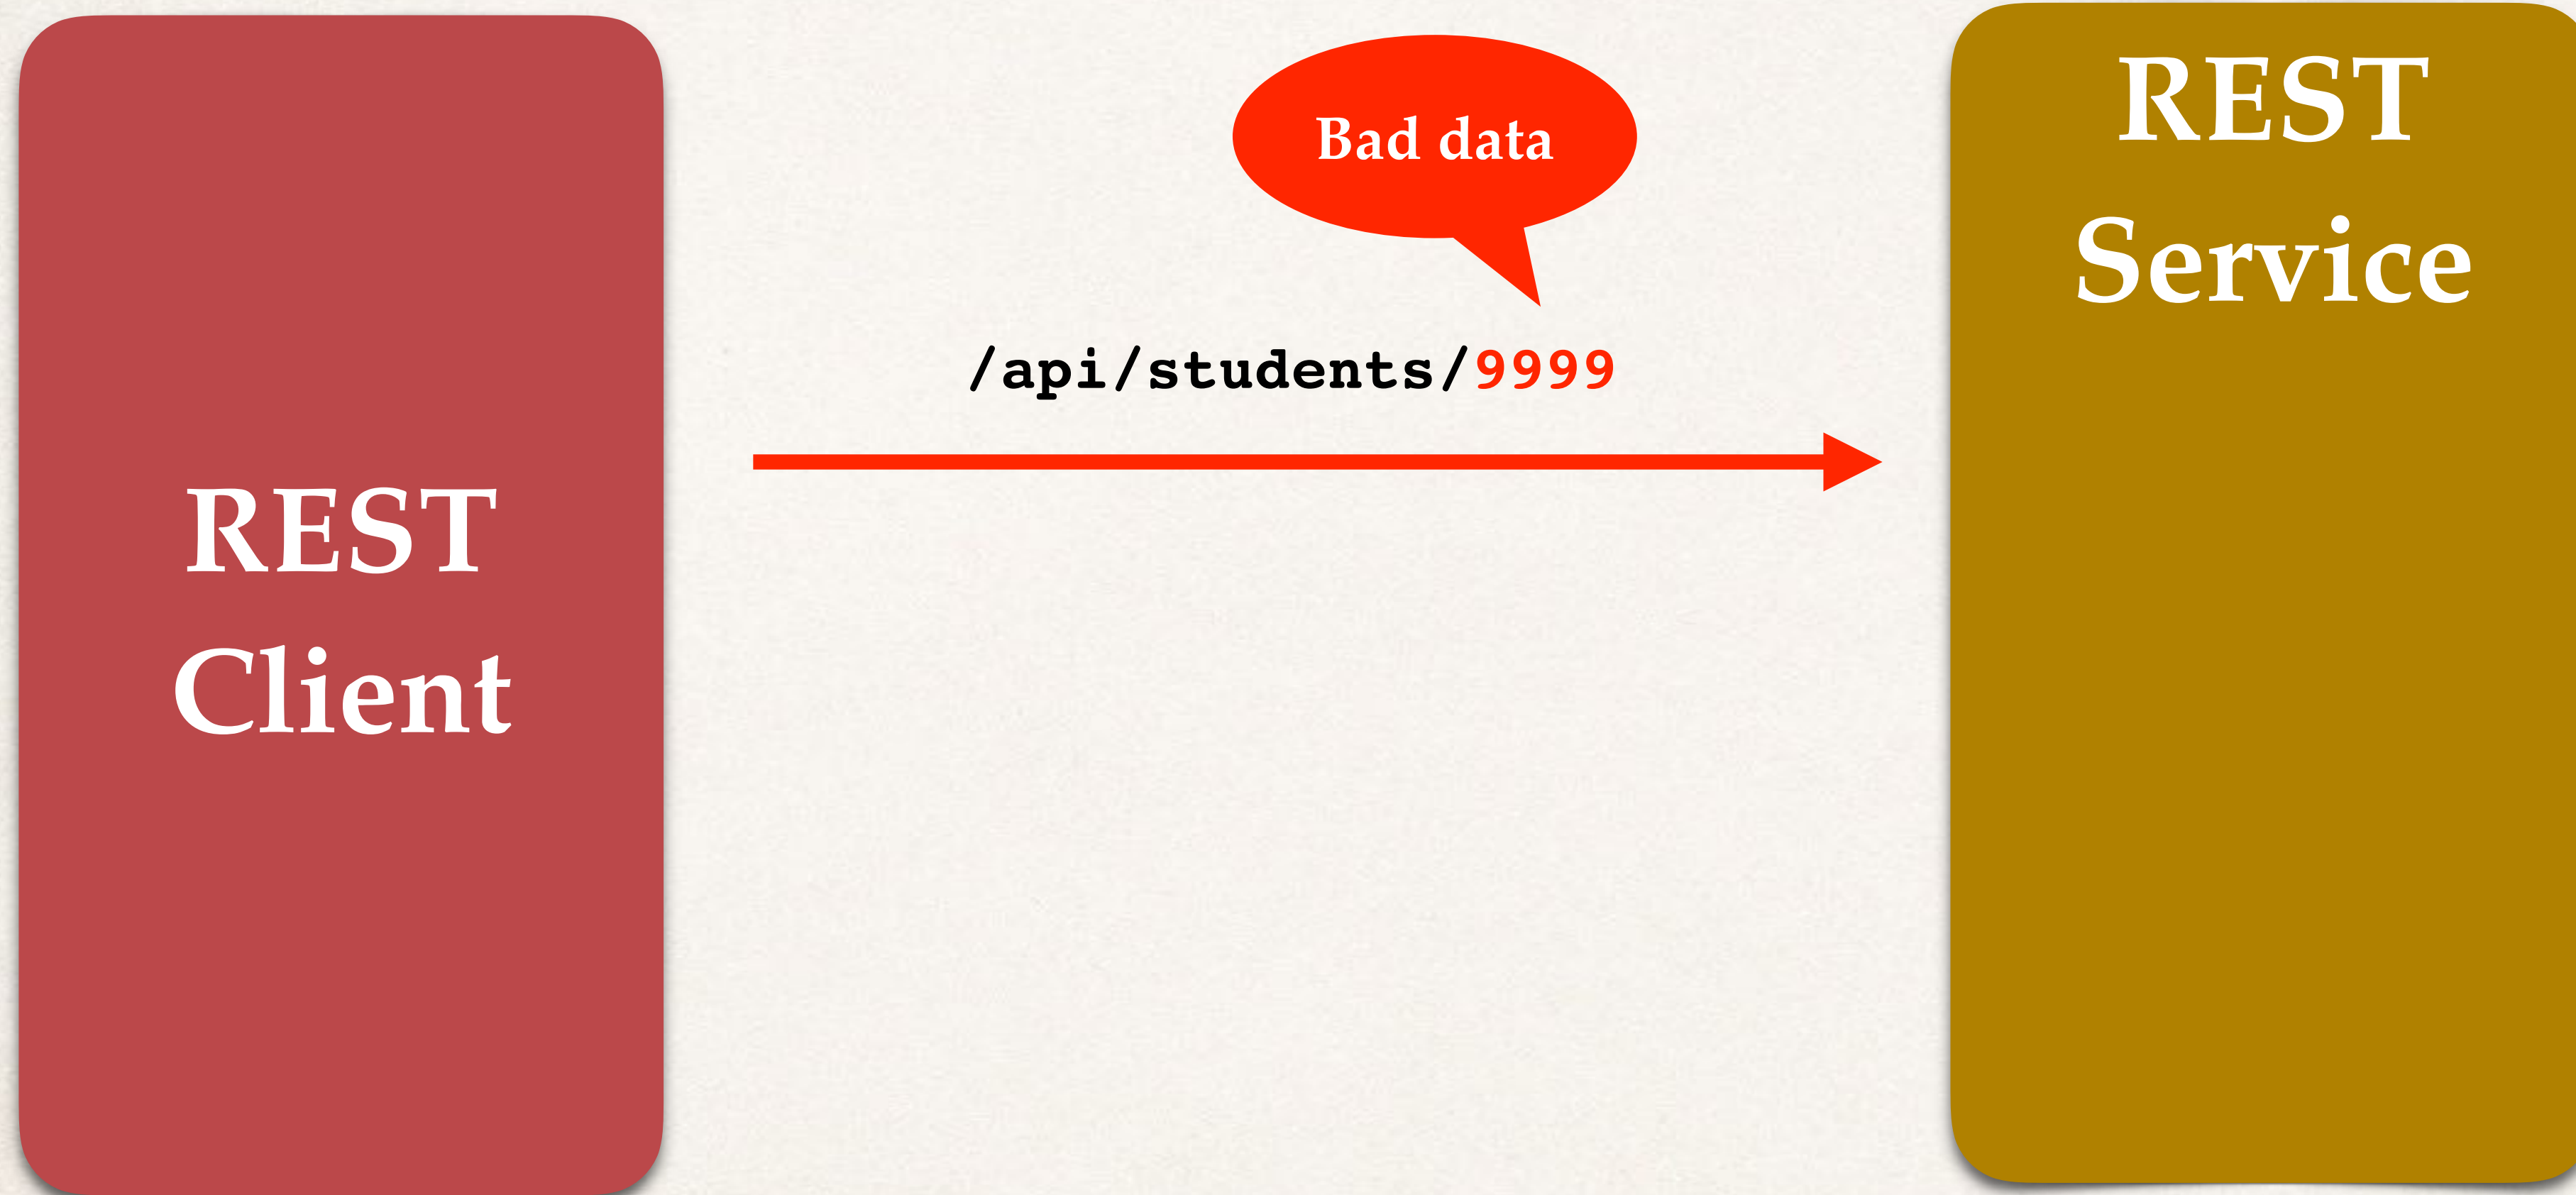 REST
Client
Bad data
/api/students/9999
REST
Service